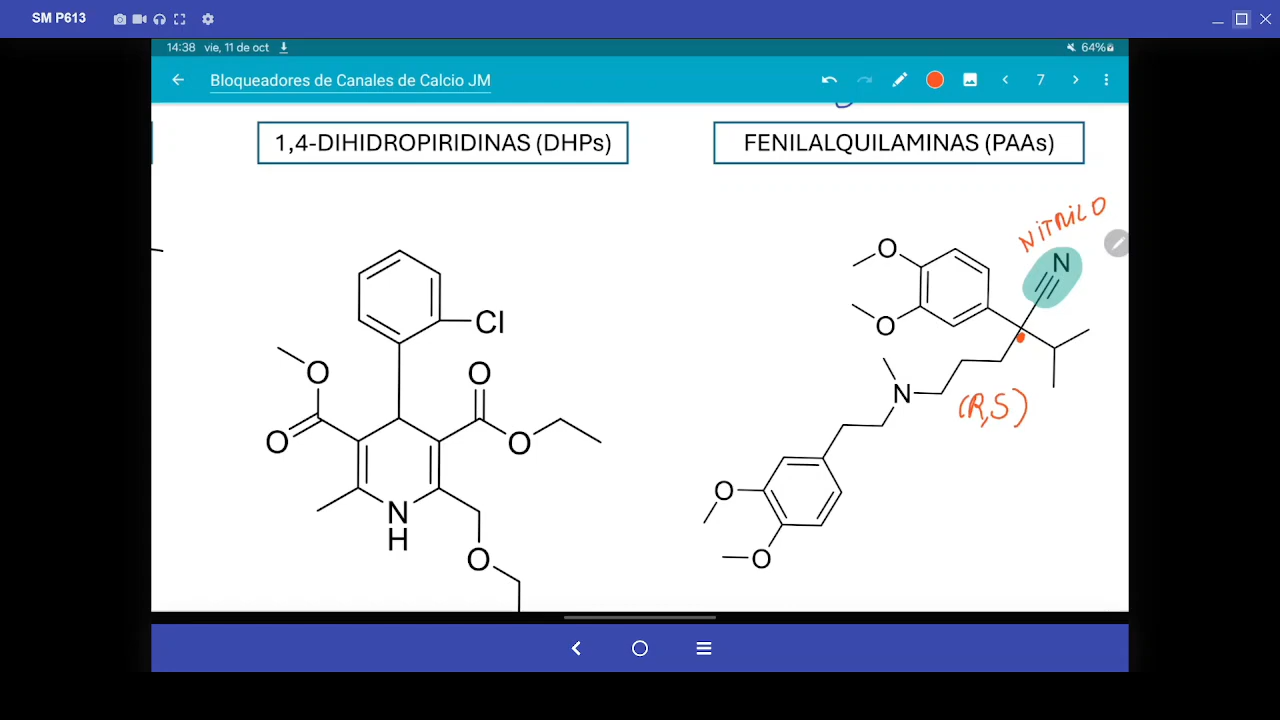 SM P613
14:38 vie, 11 de oct
64%
Bloqueadores de Canales de Calcio JM
7
1,4-DIHIDROPIRIDINAS (DHPs)
FENILALQUILAMINAS (PAAs)
NiTRiLO
N
O
O
Cl
O
O
O
O
N
(R,S)
N
H
O
O
O